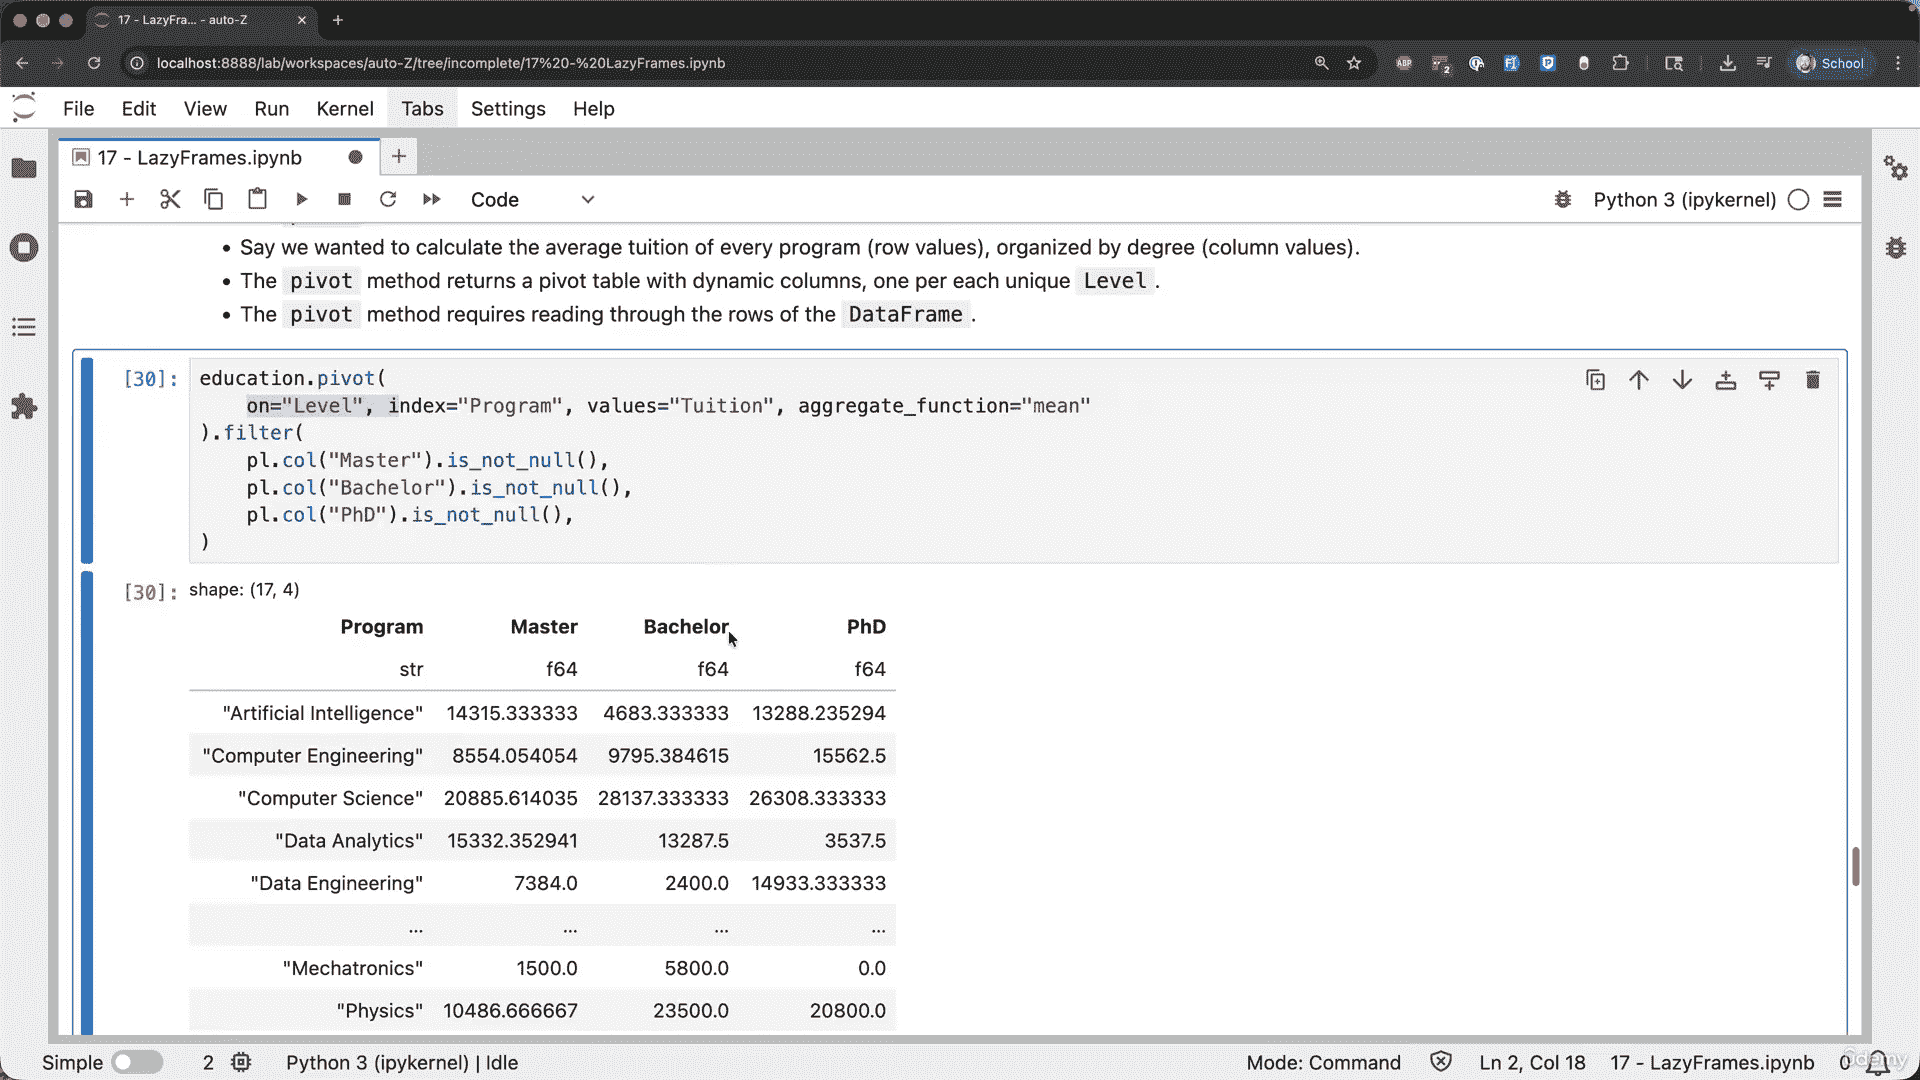 17 - LazyFra... - auto-Z
localhost:8888/lab/workspaces/auto-Z/tree/incomplete/17%20-%20LazyFrames.ipynb
ABP
2
School
File Edit View Run Kernel Tabs Settings Help
17 - LazyFrames.ipynb
Code
Python 3 (ipykernel)
• Say we wanted to calculate the average tuition of every program (row values), organized by degree (column values).
• The pivot method returns a pivot table with dynamic columns, one per each unique Level .
• The pivot method requires reading through the rows of the DataFrame .
[30]: education.pivot(
on="Level", index="Program", values="Tuition", aggregate_function="mean"
).filter(
pl.col("Master").is_not_null(),
pl.col("Bachelor").is_not_null(),
pl.col("PhD").is_not_null(),
)
[30]: shape: (17, 4)
Program Master Bachelor PhD
str f64 f64 f64
"Artificial Intelligence" 14315.333333 4683.333333 13288.235294
"Computer Engineering" 8554.054054 9795.384615 15562.5
"Computer Science" 20885.614035 28137.333333 26308.333333
"Data Analytics" 15332.352941 13287.5 3537.5
"Data Engineering" 7384.0 2400.0 14933.333333
... ... ... ...
"Mechatronics" 1500.0 5800.0 0.0
"Physics" 10486.666667 23500.0 20800.0
Simple 2 Python 3 (ipykernel) | Idle Mode: Command Ln 2, Col 18 17 - LazyFrames.ipynb 0
Udemy